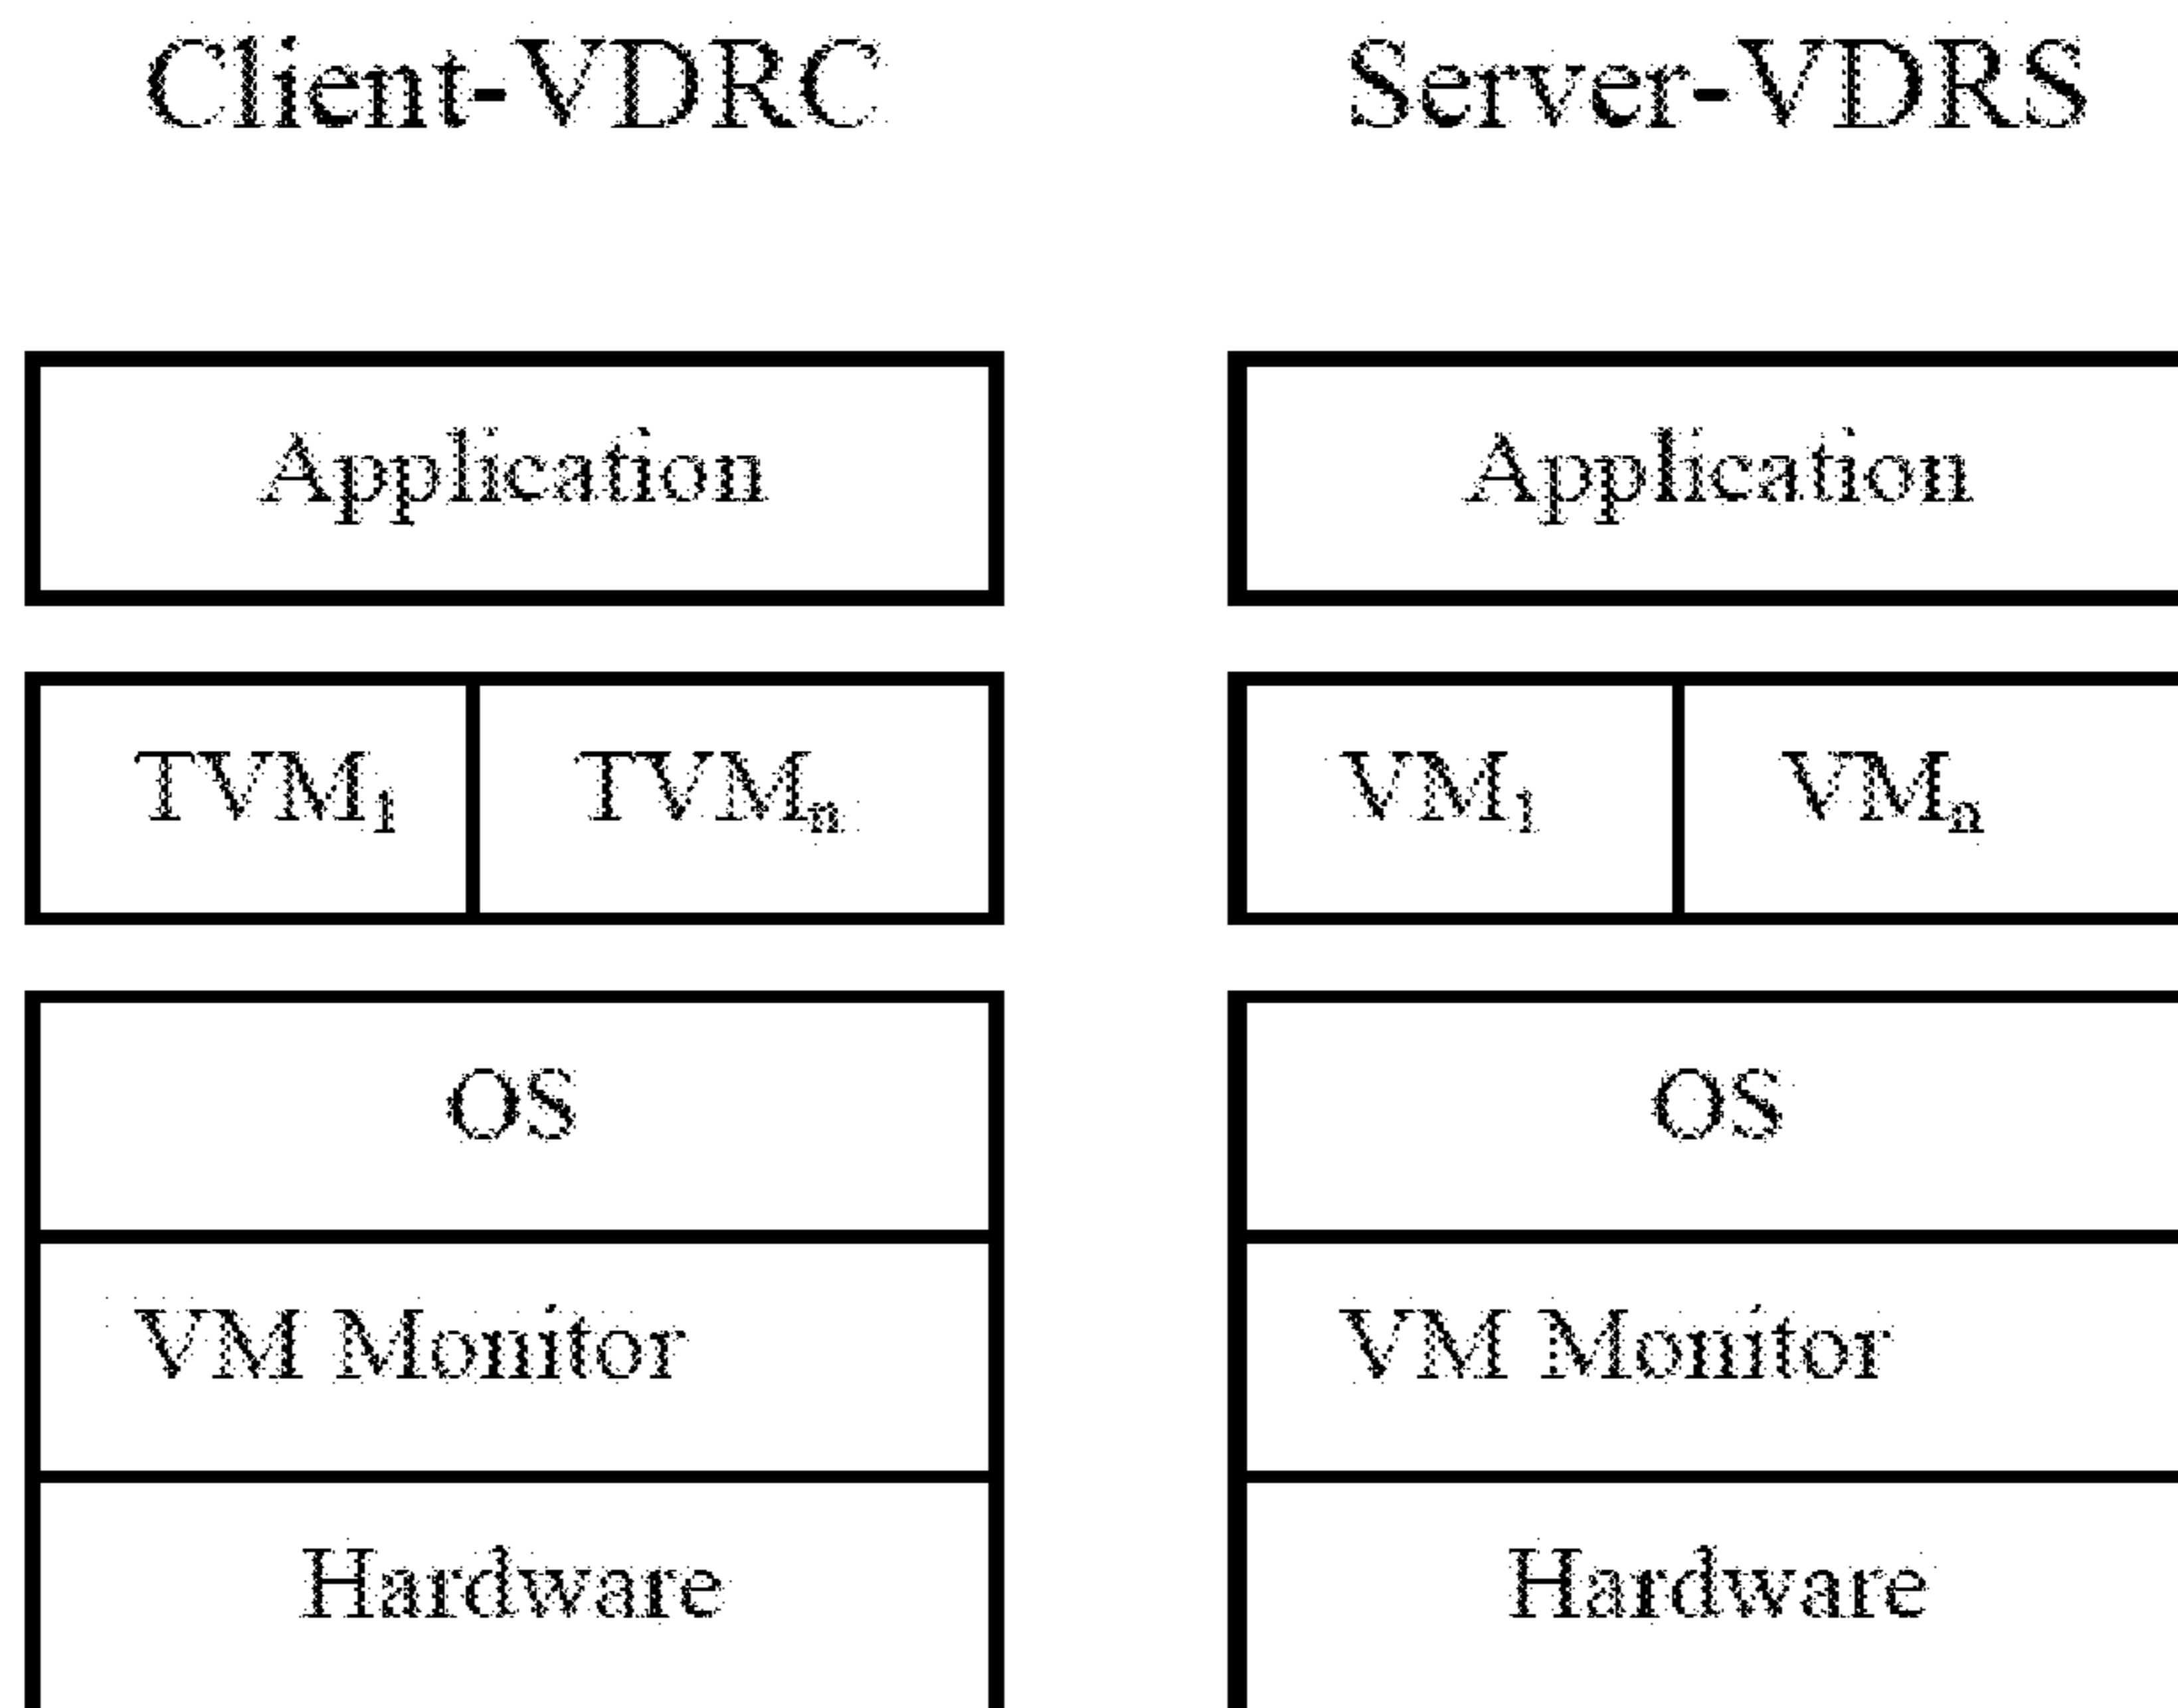 Client-VDRC Server-VDRS
Application Application
TVM₁ TVMₙ VM₁ VMₙ
OS OS
VM Monitor VM Monitor
Hardware Hardware